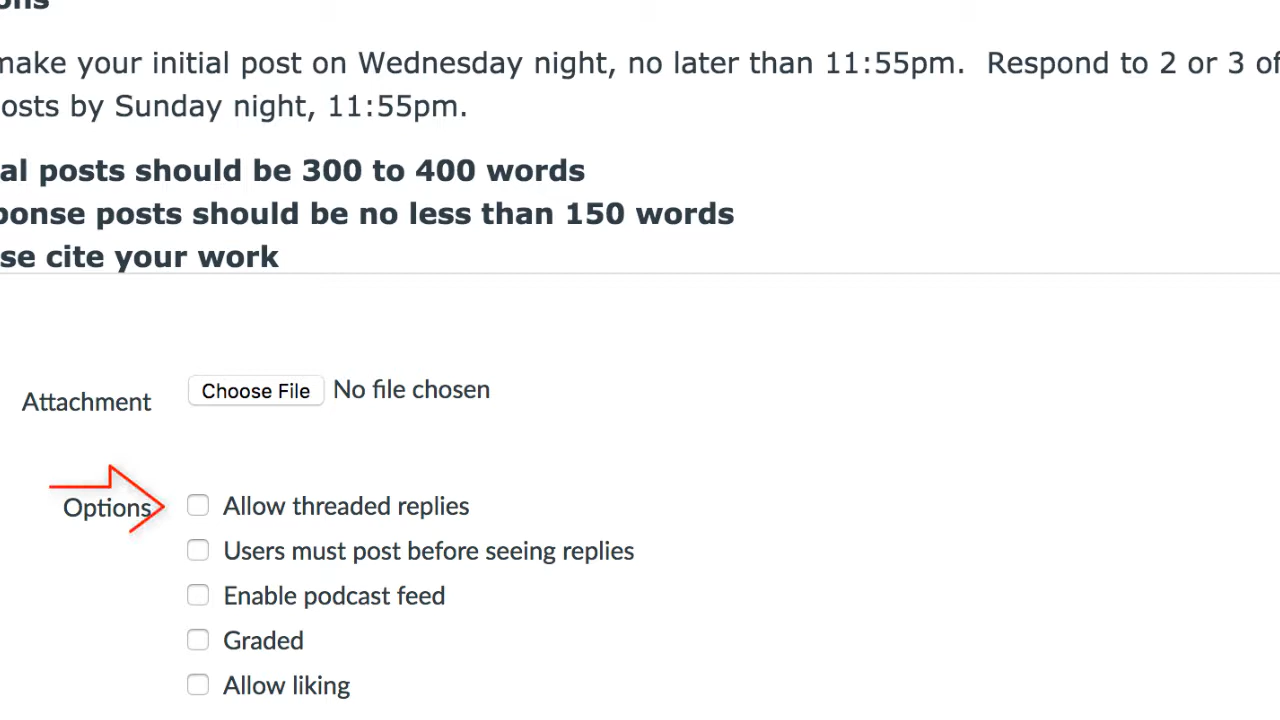 make your initial post on Wednesday night, no later than 11:55pm. Respond to 2 or 3 of
osts by Sunday night, 11:55pm.
al posts should be 300 to 400 words
ponse posts should be no less than 150 words
se cite your work
Attachment Choose File No file chosen
Options Allow threaded replies
Users must post before seeing replies
Enable podcast feed
Graded
Allow liking